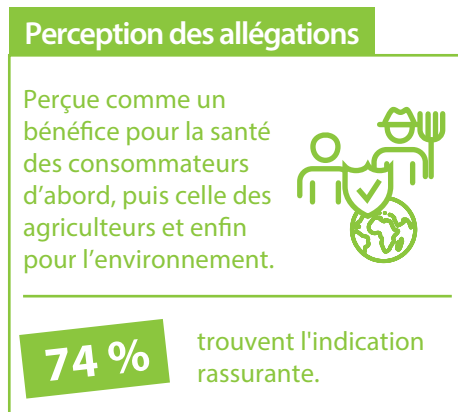 Perception des allégations
Perçue comme un
bénéfice pour la santé
des consommateurs
d’abord, puis celle des
agriculteurs et enfin
pour l’environnement.
74 %
trouvent l'indication
rassurante.